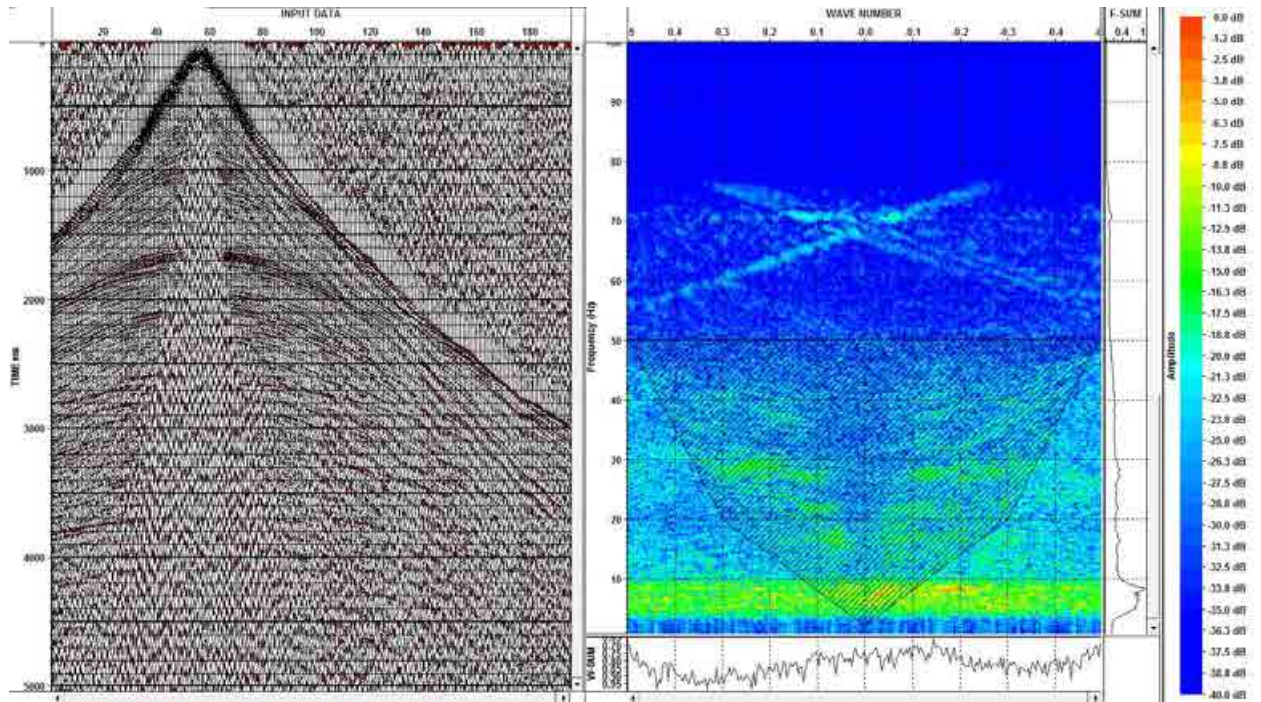 INPUT DATA
20 40 60 80 100 120 140 160 180
0
1000
2000
3000
4000
5000
TIME ms
WAVE NUMBER
5 0.4 0.3 0.2 0.1 -0.0 -0.1 -0.2 -0.3 -0.4
90
80
70
60
50
40
30
20
10
Frequency (Hz)
F-SUM
0.4 1
W-SUM
Amplitude
0.0 dB
-1.2 dB
-2.5 dB
-3.8 dB
-5.0 dB
-6.3 dB
-7.5 dB
-8.8 dB
-10.0 dB
-11.3 dB
-12.5 dB
-13.8 dB
-15.0 dB
-16.3 dB
-17.5 dB
-18.8 dB
-20.0 dB
-21.3 dB
-22.5 dB
-23.8 dB
-25.0 dB
-26.3 dB
-27.5 dB
-28.8 dB
-30.0 dB
-31.3 dB
-32.5 dB
-33.8 dB
-35.0 dB
-36.3 dB
-37.5 dB
-38.8 dB
-40.0 dB